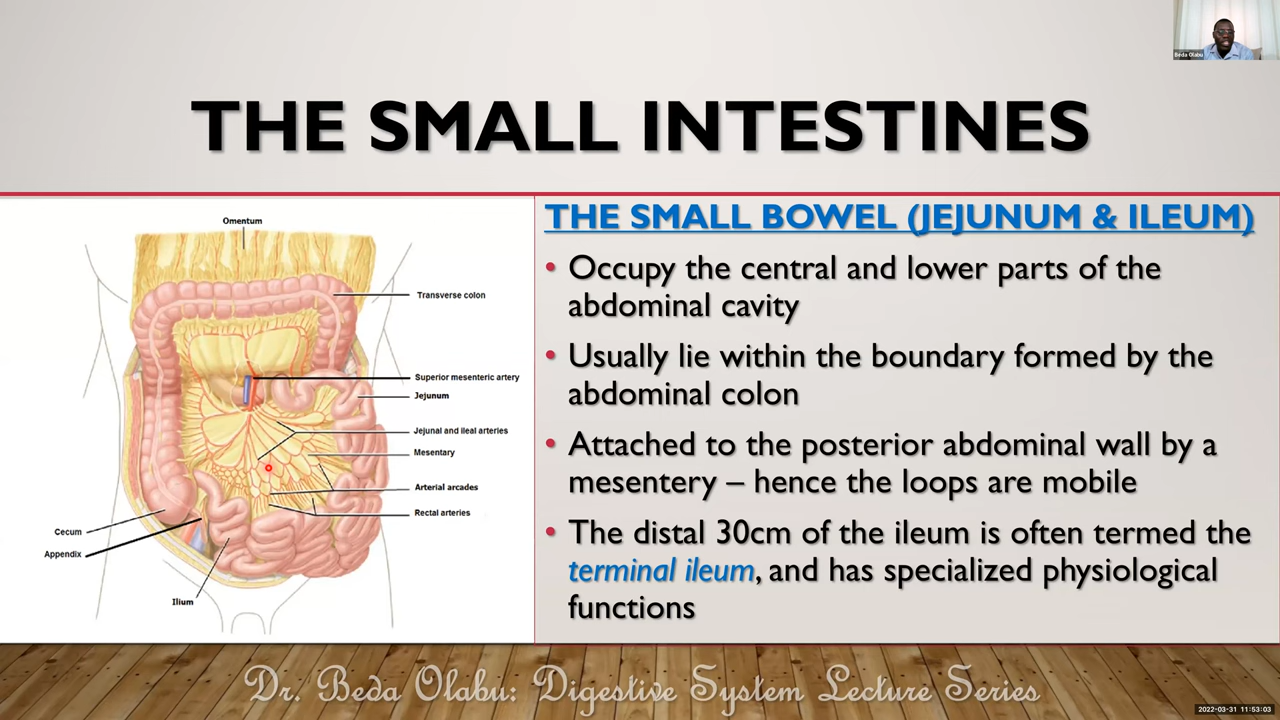 Beda Olabu
THE SMALL INTESTINES
Omentum
Transverse colon
Superior mesenteric artery
Jejunum
Jejunal and ileal arteries
Mesentary
Arterial arcades
Rectal arteries
Cecum
Appendix
Ilium
THE SMALL BOWEL (JEJUNUM & ILEUM)
• Occupy the central and lower parts of the
abdominal cavity
• Usually lie within the boundary formed by the
abdominal colon
• Attached to the posterior abdominal wall by a
mesentery – hence the loops are mobile
• The distal 30cm of the ileum is often termed the
terminal ileum, and has specialized physiological
functions
Dr. Beda Olabu: Digestive System Lecture Series
2022-03-31 11:53:03